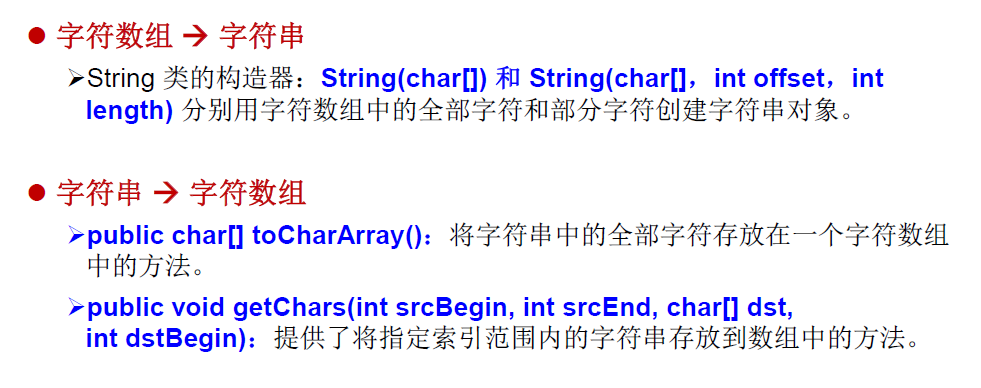 ● 字符数组 → 字符串
➢String 类的构造器：String(char[]) 和 String(char[]，int offset，int
length) 分别用字符数组中的全部字符和部分字符创建字符串对象。
● 字符串 → 字符数组
➢public char[] toCharArray()：将字符串中的全部字符存放在一个字符数组
中的方法。
➢public void getChars(int srcBegin, int srcEnd, char[] dst,
int dstBegin)：提供了将指定索引范围内的字符串存放到数组中的方法。